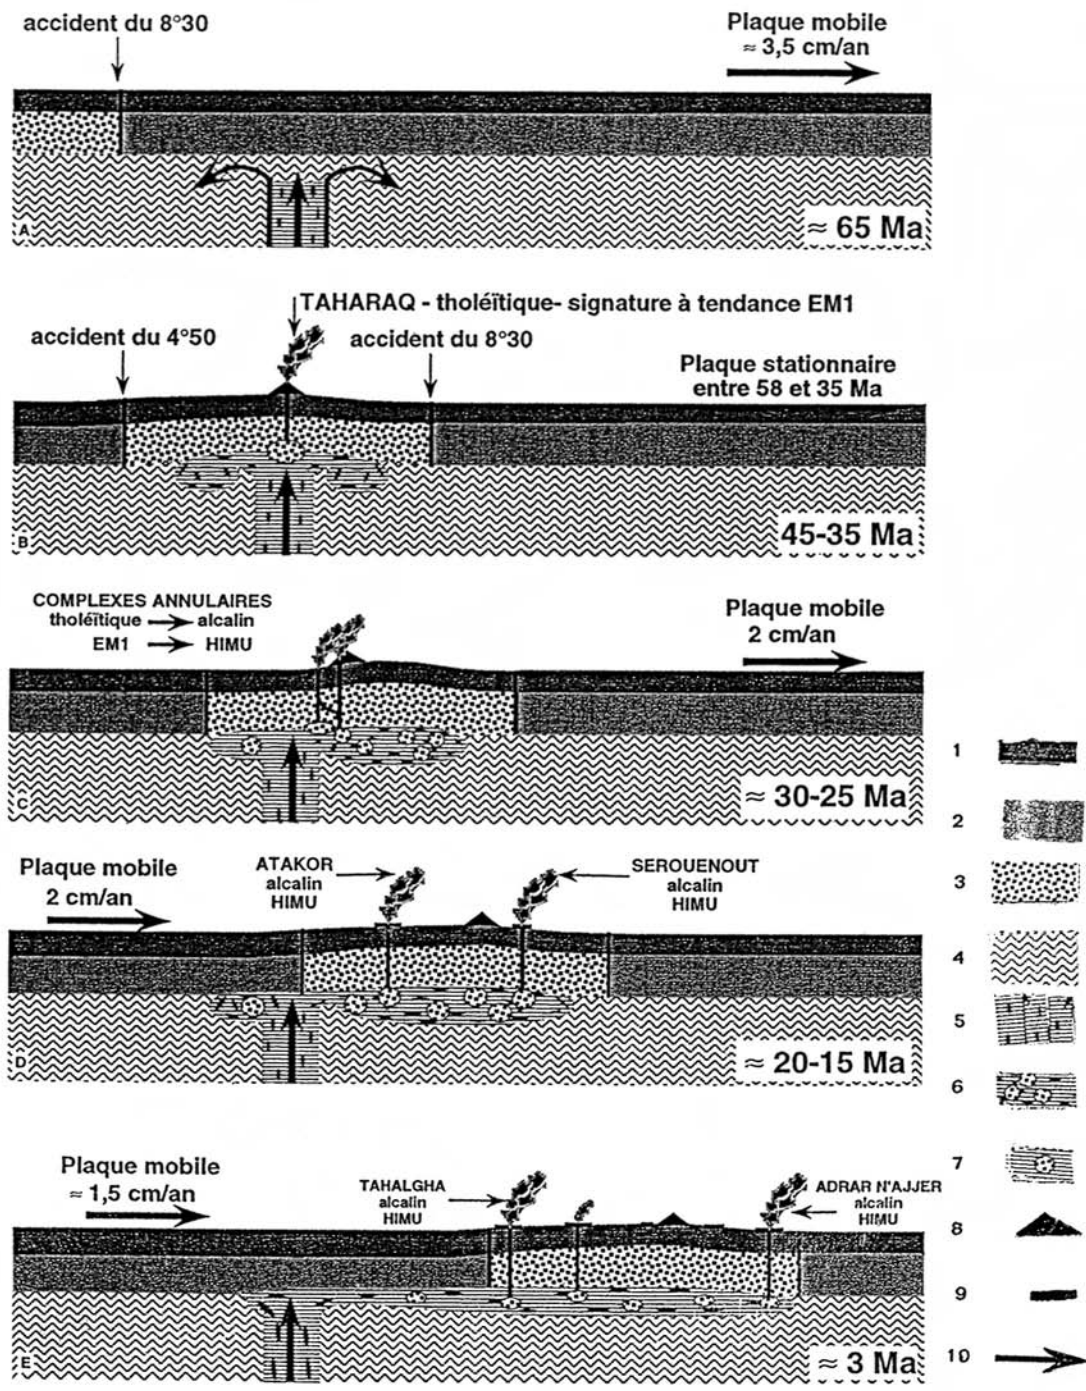 accident du 8°30
Plaque mobile
≈ 3,5 cm/an
A
≈ 65 Ma
TAHARAQ - tholéïtique- signature à tendance EM1
accident du 4°50
accident du 8°30
Plaque stationnaire
entre 58 et 35 Ma
B
45-35 Ma
COMPLEXES ANNULAIRES
tholéïtique alcalin
EM1 HIMU
Plaque mobile
2 cm/an
C
≈ 30-25 Ma
Plaque mobile
2 cm/an
ATAKOR
alcalin
HIMU
SEROUENOUT
alcalin
HIMU
D
≈ 20-15 Ma
Plaque mobile
≈ 1,5 cm/an
TAHALGHA
alcalin
HIMU
ADRAR N'AJJER
alcalin
HIMU
E
≈ 3 Ma
1
2
3
4
5
6
7
8
9
10